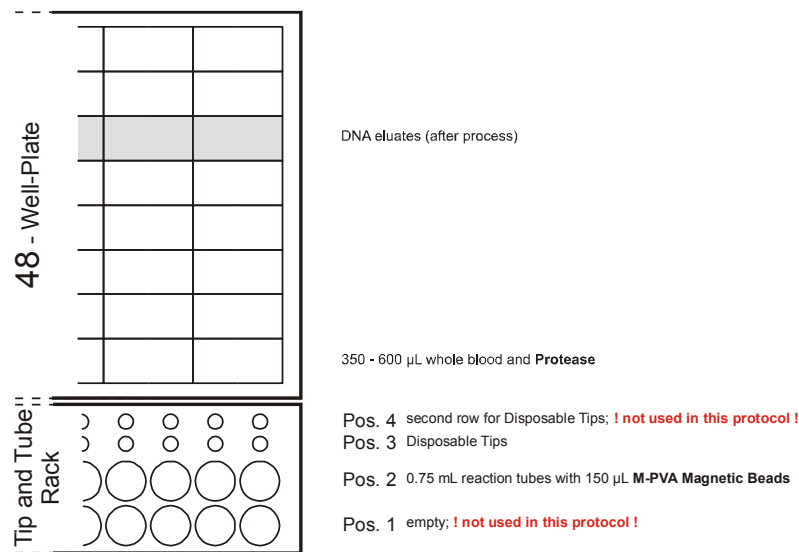 48 - Well-Plate
DNA eluates (after process)
350 - 600 µL whole blood and Protease
Tip and Tube
Rack
Pos. 4 second row for Disposable Tips; ! not used in this protocol !
Pos. 3 Disposable Tips
Pos. 2 0.75 mL reaction tubes with 150 µL M-PVA Magnetic Beads
Pos. 1 empty; ! not used in this protocol !